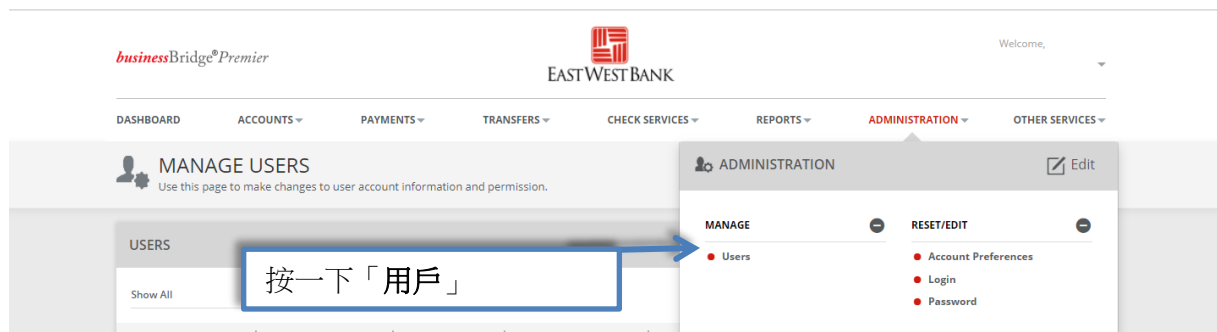 businessBridge® Premier
EAST WEST BANK
Welcome,
DASHBOARD ACCOUNTS PAYMENTS TRANSFERS CHECK SERVICES REPORTS ADMINISTRATION OTHER SERVICES
MANAGE USERS
Use this page to make changes to user account information and permission.
ADMINISTRATION
Edit
MANAGE
Users
RESET/EDIT
Account Preferences
Login
Password
USERS
Show All
按一下「用戶」